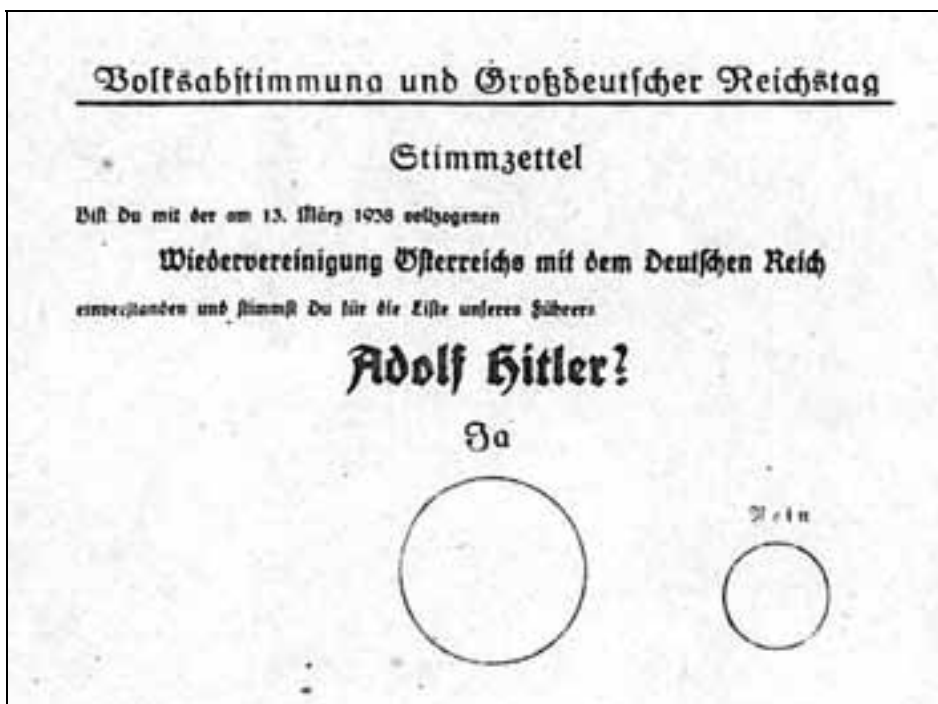 Volksabstimmung und Großdeutscher Reichstag
Stimmzettel
Bist Du mit der am 13. März 1938 vollzogenen
Wiedervereinigung Österreichs mit dem Deutschen Reich
einverstanden und stimmst Du für die Liste unseres Führers
Adolf Hitler?
Ja
Nein